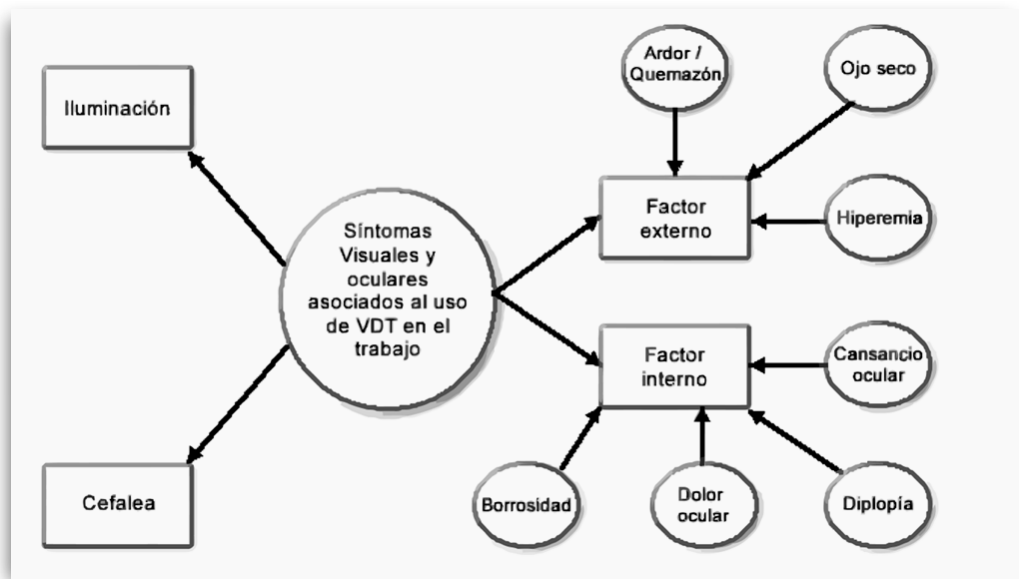 Iluminación
Cefalea
Síntomas
Visuales y
oculares
asociados al uso
de VDT en el
trabajo
Ardor /
Quemazón
Ojo seco
Factor
externo
Hiperemia
Factor
interno
Cansancio
ocular
Borrosidad
Dolor
ocular
Diplopía